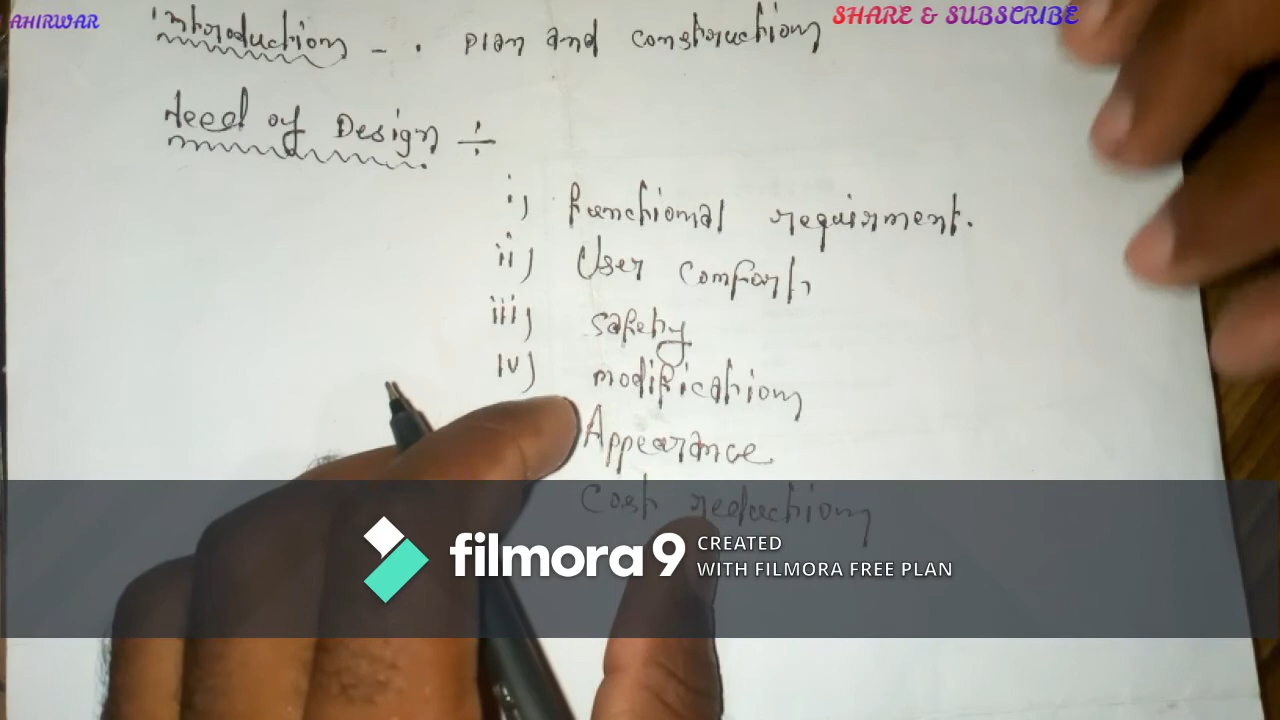 AHIRWAR
SHARE & SUBSCRIBE
introduction - . plan and construction
Need of Design ÷
i) functional requirment.
ii) User comfort,
iii) safety
iv) modification
Appearance
Cost reduction
filmora9
CREATED
WITH FILMORA FREE PLAN